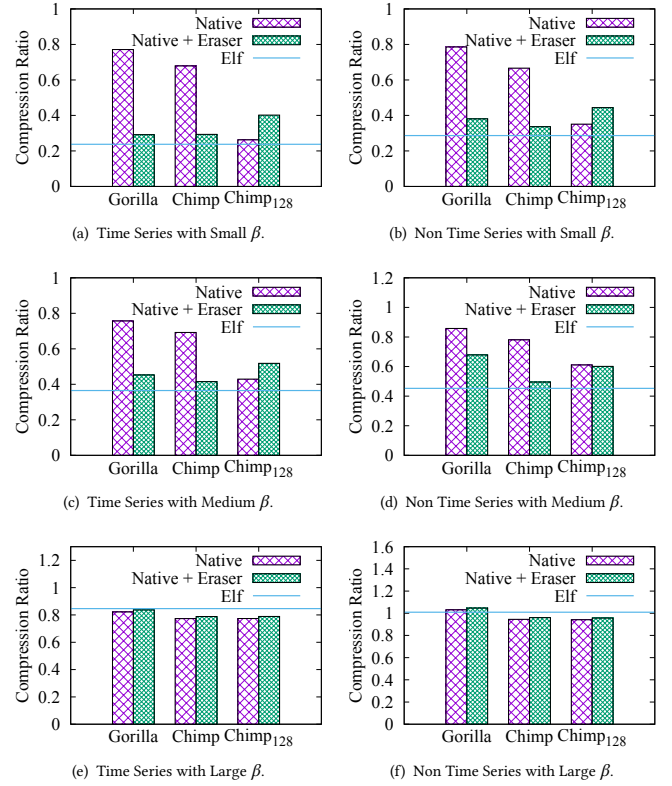 1
0.8
0.6
0.4
0.2
0
Compression Ratio
Native
Native + Eraser
Elf
Gorilla Chimp Chimp128
(a) Time Series with Small β.
1
0.8
0.6
0.4
0.2
0
Compression Ratio
Native
Native + Eraser
Elf
Gorilla Chimp Chimp128
(b) Non Time Series with Small β.
1
0.8
0.6
0.4
0.2
0
Compression Ratio
Native
Native + Eraser
Elf
Gorilla Chimp Chimp128
(c) Time Series with Medium β.
1.2
1
0.8
0.6
0.4
0.2
0
Compression Ratio
Native
Native + Eraser
Elf
Gorilla Chimp Chimp128
(d) Non Time Series with Medium β.
1.2
1
0.8
0.6
0.4
0.2
0
Compression Ratio
Native
Native + Eraser
Elf
Gorilla Chimp Chimp128
(e) Time Series with Large β.
1.6
1.4
1.2
1
0.8
0.6
0.4
0.2
0
Compression Ratio
Native
Native + Eraser
Elf
Gorilla Chimp Chimp128
(f) Non Time Series with Large β.